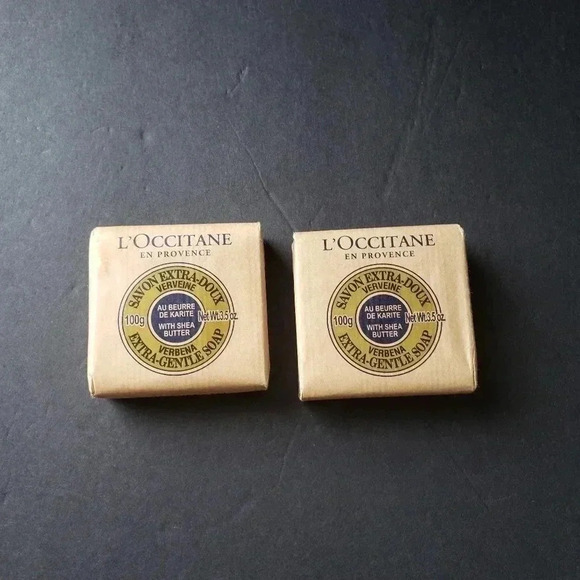 L'OCCITANE
EN PROVENCE
SAVON EXTRA-DOUX
VERVEINE
AU BEURRE
DE KARITE
100g
Net Wt.3.5 oz.
WITH SHEA
BUTTER
VERBENA
EXTRA-GENTLE SOAP
L'OCCITANE
EN PROVENCE
SAVON EXTRA-DOUX
VERVEINE
AU BEURRE
DE KARITE
100g
Net Wt.3.5 oz.
WITH SHEA
BUTTER
VERBENA
EXTRA-GENTLE SOAP